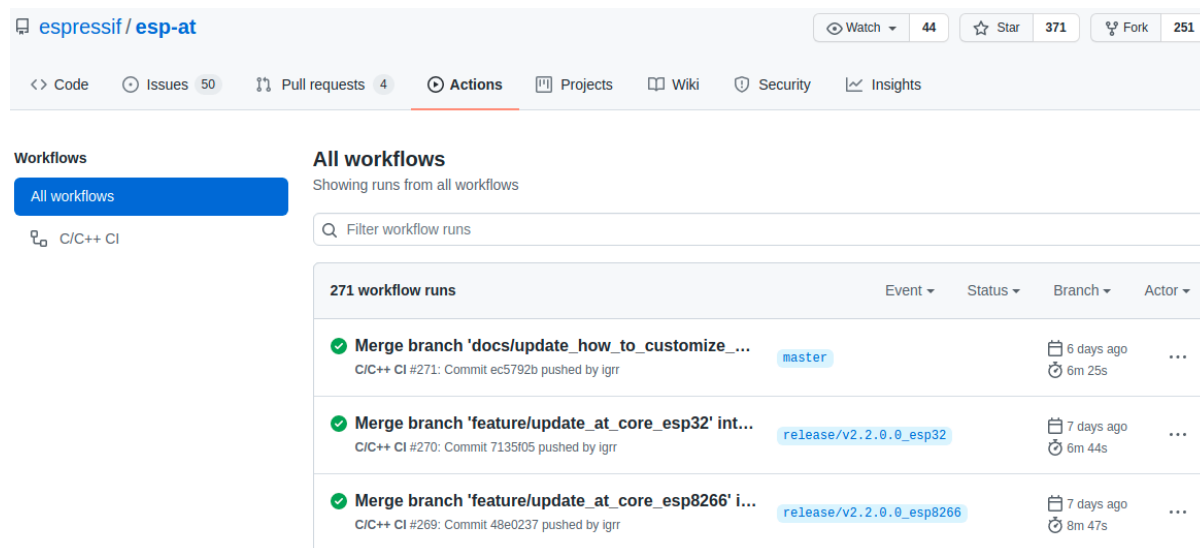 espressif / esp-at
Watch 44 Star 371 Fork 251
Code Issues 50 Pull requests 4 Actions Projects Wiki Security Insights
Workflows
All workflows
C/C++ CI
All workflows
Showing runs from all workflows
Filter workflow runs
271 workflow runs Event Status Branch Actor
Merge branch 'docs/update_how_to_customize_... master 6 days ago
C/C++ CI #271: Commit ec5792b pushed by igrr 6m 25s
Merge branch 'feature/update_at_core_esp32' int... release/v2.2.0.0_esp32 7 days ago
C/C++ CI #270: Commit 7135f05 pushed by igrr 6m 44s
Merge branch 'feature/update_at_core_esp8266' i... release/v2.2.0.0_esp8266 7 days ago
C/C++ CI #269: Commit 48e0237 pushed by igrr 8m 47s